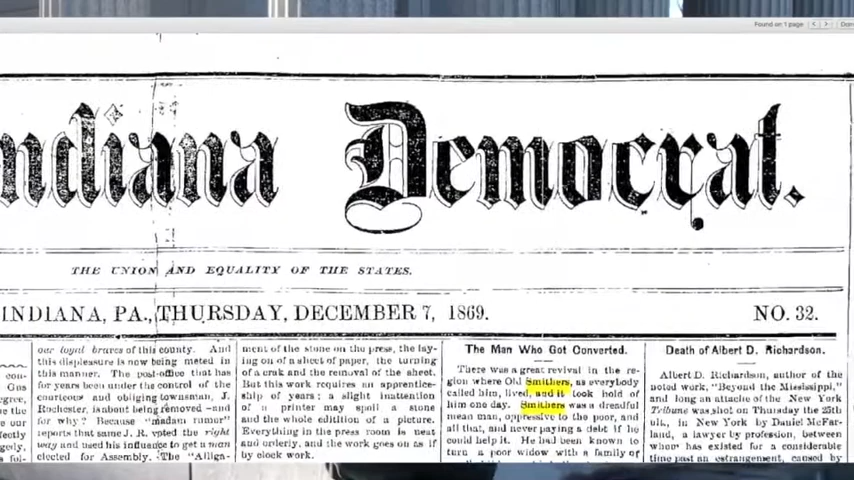 Found on 1 page
Indiana Democrat.
THE UNION AND EQUALITY OF THE STATES.
INDIANA, PA., THURSDAY, DECEMBER 7, 1869.
NO. 32.
con-
Gus
egree,
the
our
fectly
gedy,
ful-
our loyal braves of this county. And
this displeasure is now being meted in
this manner. The post-office that has
for years been under the control of the
courteous and obliging townsman, J.
Rochester, is about being removed—and
for why? Because "madam rumor"
reports that same J. R. voted the right
way and used his influence to get a man
elected for Assembly. The "Alliga-
ment of the stone on the press, the lay-
ing on of a sheet of paper, the turning
of a crak and the removal of the sheet.
But this work requires an apprentice-
ship of years; a slight inattention
of a printer may spoil a stone
and the whole edition of a picture.
Everything in the press room is neat
and orderly, and the work goes on as if
by clock work.
The Man Who Got Converted.
There was a great revival in the re-
gion where Old Smithers, as everybody
called him, lived, and it took hold of
him one day. Smithers was a dreadful
mean man, oppressive to the poor, and
all that, and never paying a debt if he
could help it. He had been known to
turn a poor widow with a family of
Death of Albert D. Richardson.
Albert D. Richardson, author of the
noted work, "Beyond the Mississippi,"
and long an attache of the New York
Tribune was shot on Thursday the 25th
ult., in New York by Daniel McFar-
land, a lawyer by profession, between
whom has existed for a considerable
time past an estrangement, caused by